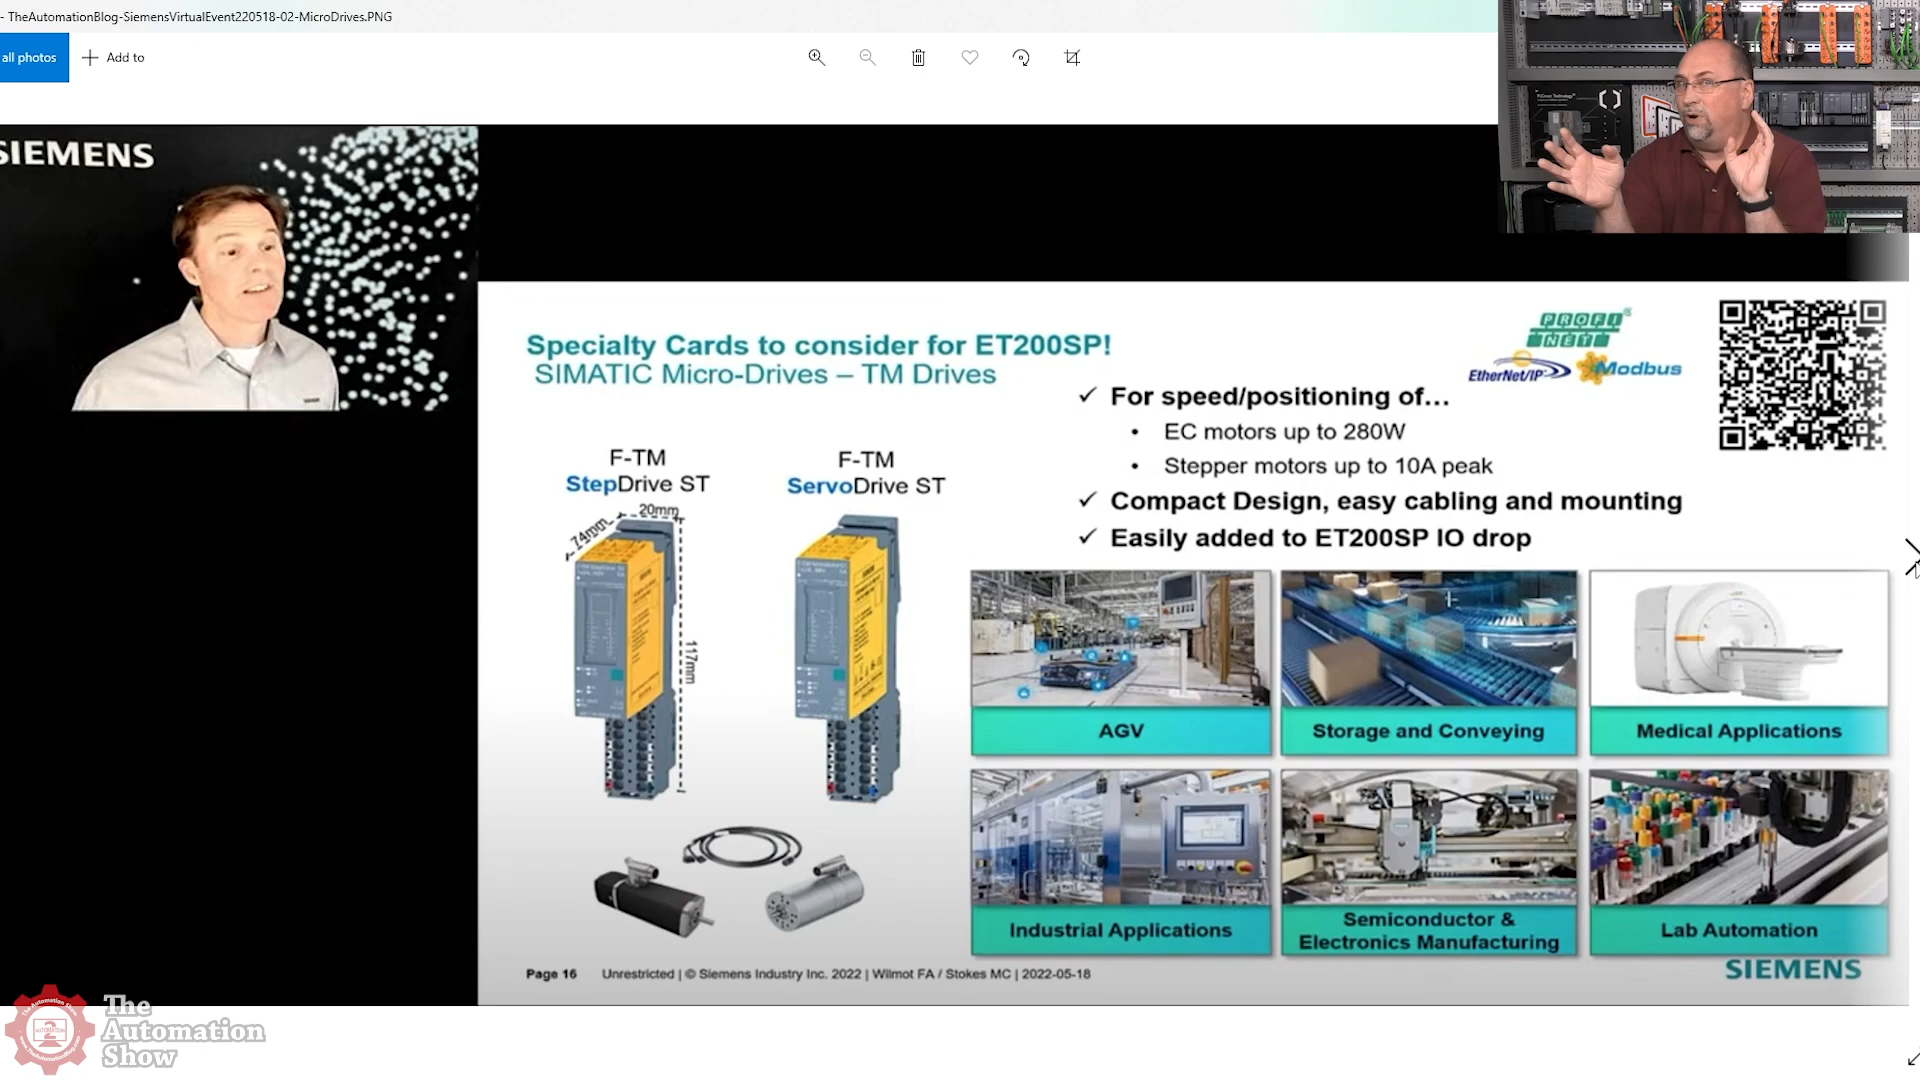 - TheAutomationBlog-SiemensVirtualEvent220518-02-MicroDrives.PNG
all photos
Add to
SIEMENS
Specialty Cards to consider for ET200SP!
SIMATIC Micro-Drives – TM Drives
PROFI
NET
EtherNet/IP
Modbus
✓ For speed/positioning of…
• EC motors up to 280W
• Stepper motors up to 10A peak
✓ Compact Design, easy cabling and mounting
✓ Easily added to ET200SP IO drop
F-TM
StepDrive ST
F-TM
ServoDrive ST
20mm
74mm
117mm
AGV
Storage and Conveying
Medical Applications
Industrial Applications
Semiconductor &
Electronics Manufacturing
Lab Automation
Page 16 Unrestricted | © Siemens Industry Inc. 2022 | Wilmot FA / Stokes MC | 2022-05-18
SIEMENS
The
Automation
Show